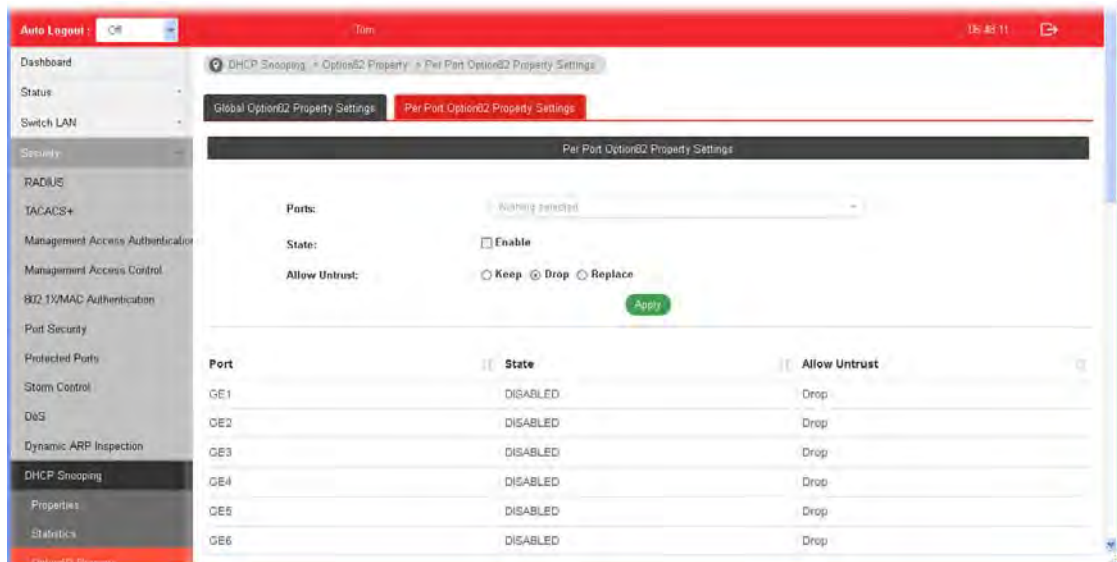 Auto Logout : Off Tom
DHCP Snooping » Option82 Property » Per Port Option82 Property Settings
Global Option82 Property Settings
Per Port Option82 Property Settings
Per Port Option82 Property Settings
Dashboard
Status
Switch LAN
Security
RADIUS
TACACS+
Management Access Authentication
Management Access Control
802.1X/MAC Authentication
Port Security
Protected Ports
Storm Control
DoS
Dynamic ARP Inspection
DHCP Snooping
Properties
Statistics
Option82 Property
Ports: Nothing selected
State: Enable
Allow Untrust: Keep Drop Replace
Apply
Port State Allow Untrust
GE1 DISABLED Drop
GE2 DISABLED Drop
GE3 DISABLED Drop
GE4 DISABLED Drop
GE5 DISABLED Drop
GE6 DISABLED Drop